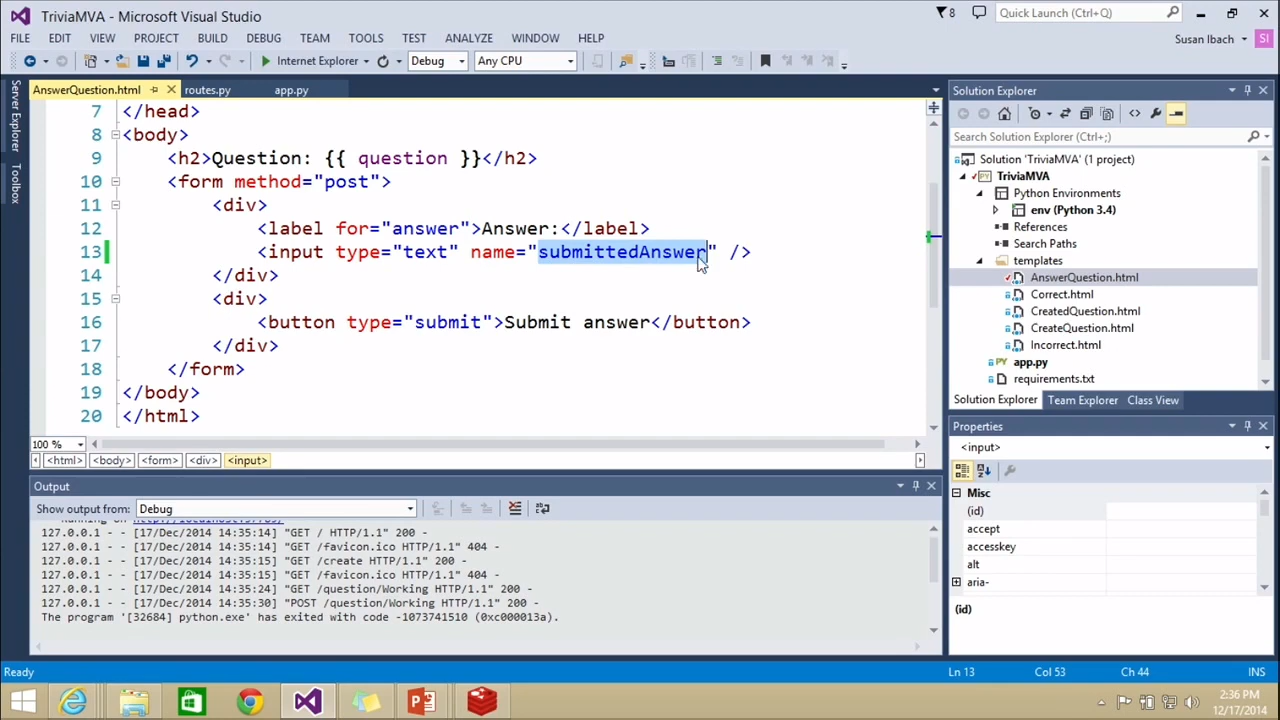 TriviaMVA - Microsoft Visual Studio
8
Quick Launch (Ctrl+Q)
FILE EDIT VIEW PROJECT BUILD DEBUG TEAM TOOLS TEST ANALYZE WINDOW HELP
Susan Ibach
SI
Internet Explorer
Debug
Any CPU
Server Explorer
Toolbox
AnswerQuestion.html
routes.py
app.py
7 </head>
8 <body>
9 <h2>Question: {{ question }}</h2>
10 <form method="post">
11 <div>
12 <label for="answer">Answer:</label>
13 <input type="text" name="submittedAnswer" />
14 </div>
15 <div>
16 <button type="submit">Submit answer</button>
17 </div>
18 </form>
19 </body>
20 </html>
100 %
<html> <body> <form> <div> <input>
Output
Show output from: Debug
127.0.0.1 - - [17/Dec/2014 14:35:14] "GET / HTTP/1.1" 200 -
127.0.0.1 - - [17/Dec/2014 14:35:14] "GET /favicon.ico HTTP/1.1" 404 -
127.0.0.1 - - [17/Dec/2014 14:35:15] "GET /create HTTP/1.1" 200 -
127.0.0.1 - - [17/Dec/2014 14:35:15] "GET /favicon.ico HTTP/1.1" 404 -
127.0.0.1 - - [17/Dec/2014 14:35:24] "GET /question/Working HTTP/1.1" 200 -
127.0.0.1 - - [17/Dec/2014 14:35:30] "POST /question/Working HTTP/1.1" 200 -
The program '[32684] python.exe' has exited with code -1073741510 (0xc000013a).
Solution Explorer
Search Solution Explorer (Ctrl+;)
Solution 'TriviaMVA' (1 project)
TriviaMVA
Python Environments
env (Python 3.4)
References
Search Paths
templates
AnswerQuestion.html
Correct.html
CreatedQuestion.html
CreateQuestion.html
Incorrect.html
app.py
requirements.txt
Solution Explorer Team Explorer Class View
Properties
<input>
Misc
(id)
accept
accesskey
alt
aria-
(id)
Ready
Ln 13
Col 53
Ch 44
INS
2:36 PM
12/17/2014